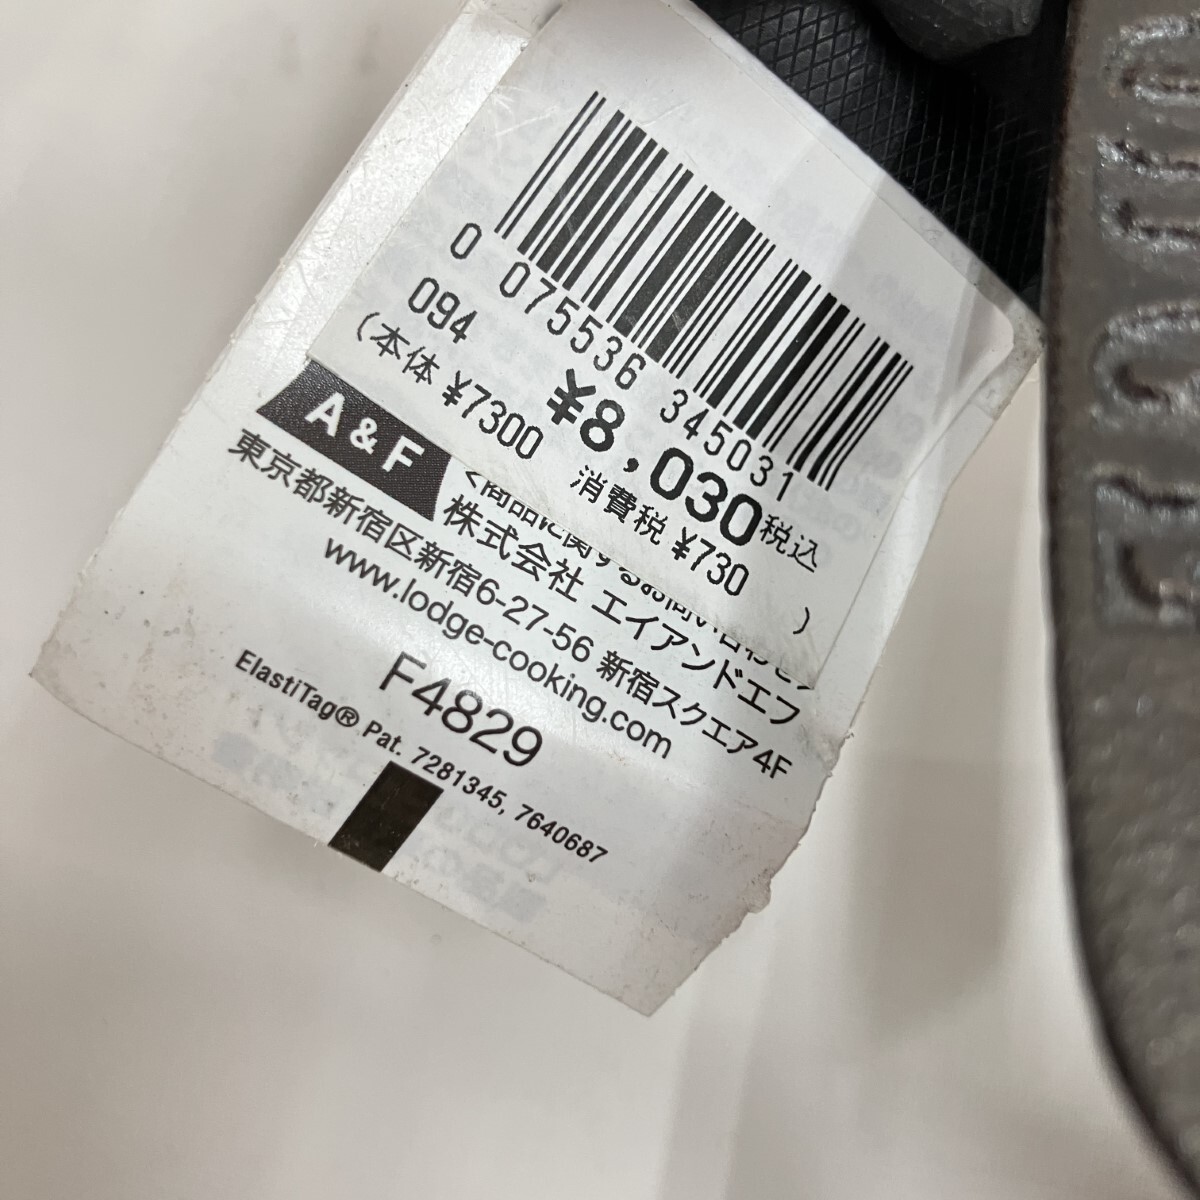 0 075536 345031
094 ¥8,030税込
(本体 ¥7300 消費税 ¥730 )
A & F
株式会社 エイアンドエフ
東京都新宿区新宿6-27-56 新宿スクエア4F
www.lodge-cooking.com
F4829
ElastiTag® Pat. 7281345, 7640687